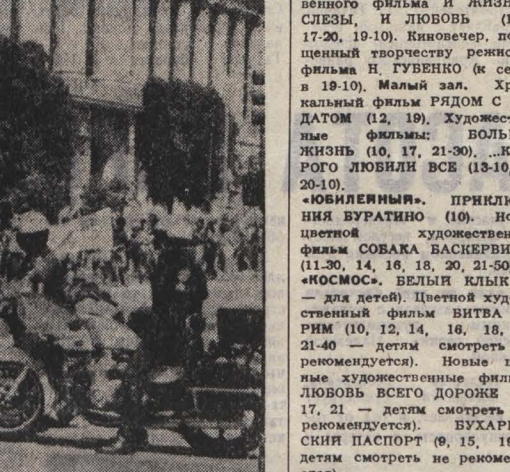 венного фильма И ЖИЗН
СЛЕЗЫ, И ЛЮБОВЬ
17-20, 19-10). Киновечер, по
щенный творчеству режис
фильма Н. ГУБЕНКО (к се
в 19-10). Малый зал. Хр
кальный фильм РЯДОМ С
ДАТОМ (12, 19). Художест
ные фильмы: БОЛЬ
ЖИЗНЬ (10, 17, 21-30). ...К
РОГО ЛЮБИЛИ ВСЕ (13-10,
20-10).
«ЮБИЛЕЙНЫЙ». ПРИКЛЮ
НИЯ БУРАТИНО (10). Но
цветной художествен
фильм СОБАКА БАСКЕРВИ
(11-30, 14, 16, 18, 20, 21-50
«КОСМОС». БЕЛЫЙ КЛЫК
— для детей). Цветной худ
ственный фильм БИТВА
РИМ (10, 12, 14, 16, 18,
21-40 — детям смотреть
рекомендуется). Новые ц
ные художественные фил
ЛЮБОВЬ ВСЕГО ДОРОЖЕ
17, 21 — детям смотреть
рекомендуется). БУХАР
СКИЙ ПАСПОРТ (9, 15, 1
детям смотреть не рекоме